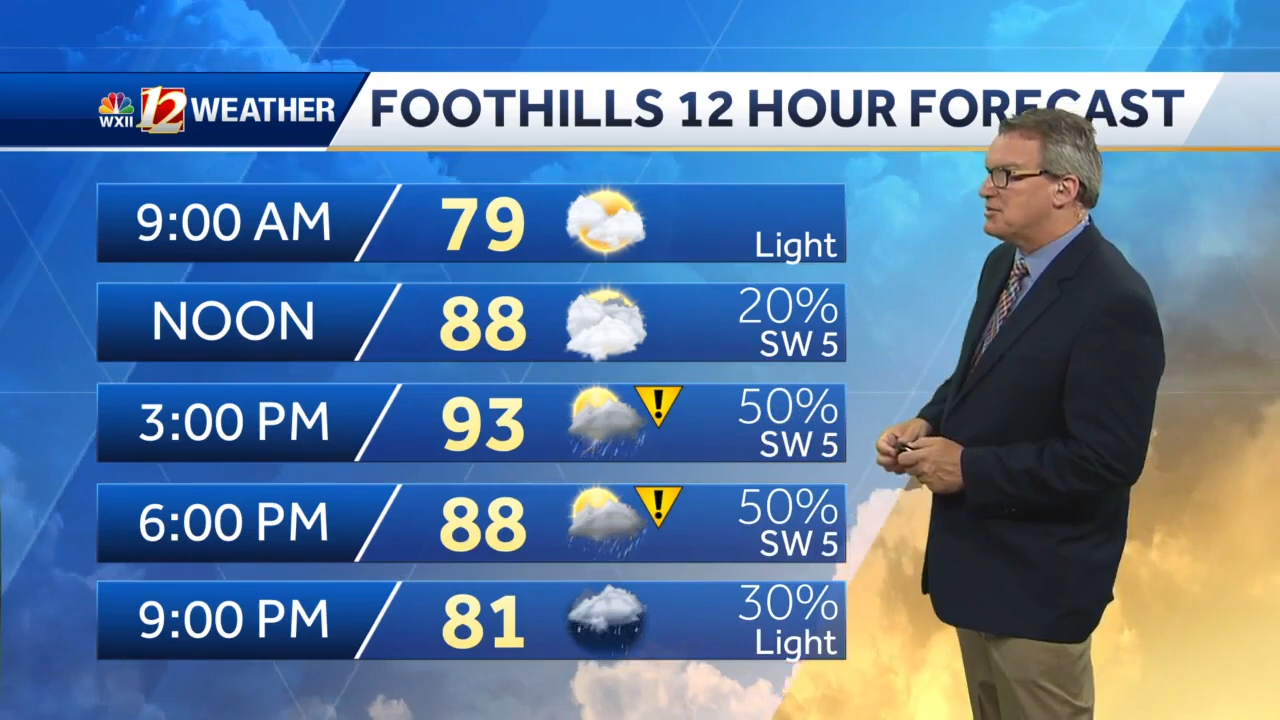 WXII 12 WEATHER
FOOTHILLS 12 HOUR FORECAST
9:00 AM 79 Light
NOON 88 20% SW 5
3:00 PM 93 ! 50% SW 5
6:00 PM 88 ! 50% SW 5
9:00 PM 81 30% Light